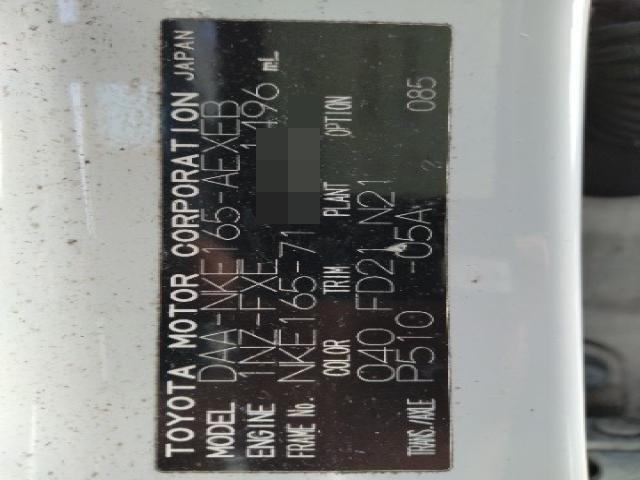 TOYOTA MOTOR CORPORATION JAPAN
MODEL DAA-NKE165-AEXEB
ENGINE 1NZ-FXE 1496 mL
FRAME No. NKE165-71
COLOR TRIM PLANT OPTION
040 FD21 N21
TRANS./AXLE P510 -05A 085